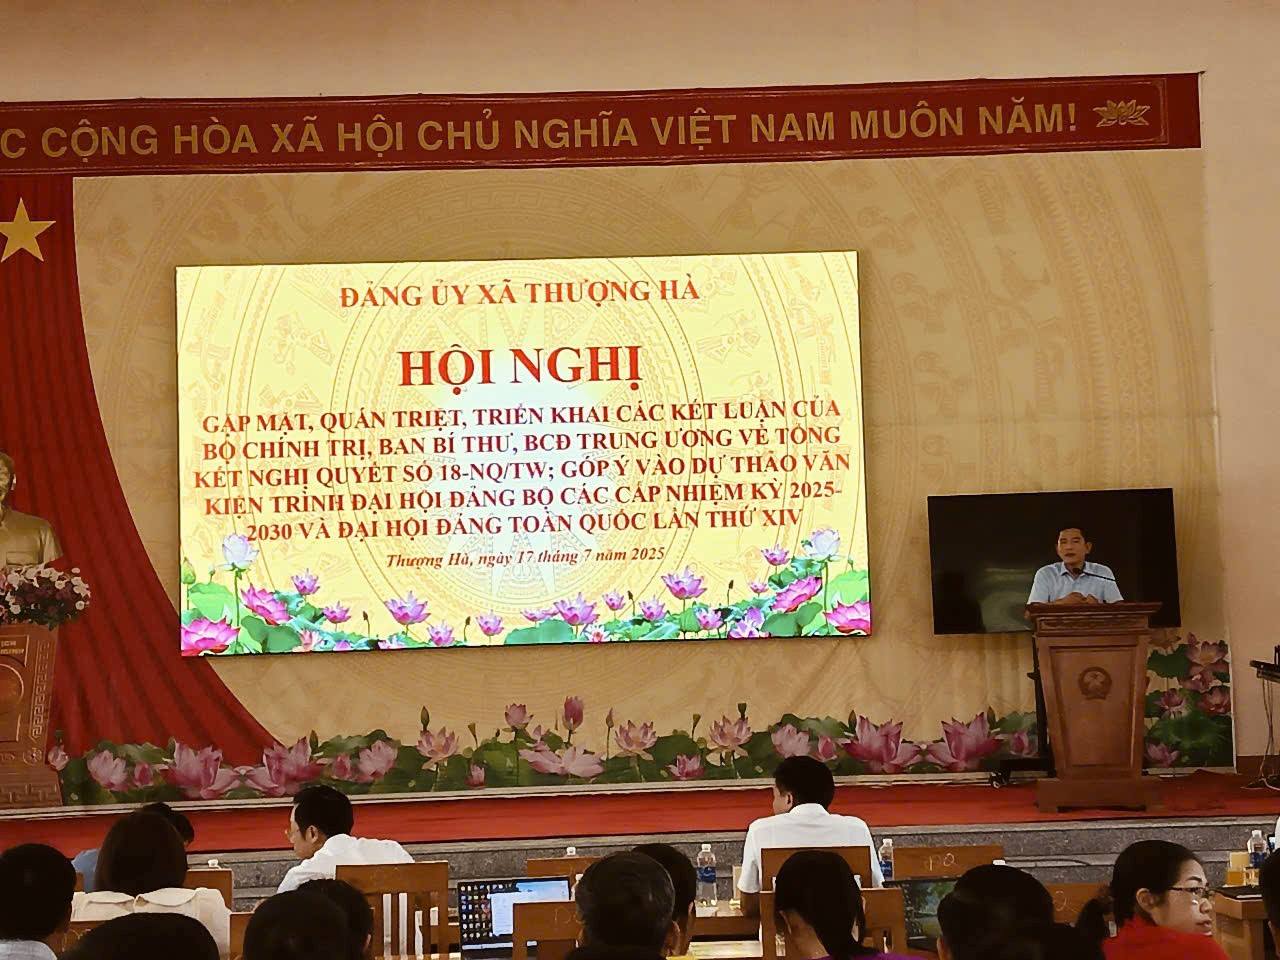 CỘNG HÒA XÃ HỘI CHỦ NGHĨA VIỆT NAM MUÔN NĂM!
ĐẢNG ỦY XÃ THƯỢNG HÀ
HỘI NGHỊ
GẶP MẶT, QUÁN TRIỆT, TRIỂN KHAI CÁC KẾT LUẬN CỦA
BỘ CHÍNH TRỊ, BAN BÍ THƯ, BCĐ TRUNG ƯƠNG VỀ TỔNG
KẾT NGHỊ QUYẾT SỐ 18-NQ/TW; GÓP Ý VÀO DỰ THẢO VĂN
KIỆN TRÌNH ĐẠI HỘI ĐẢNG BỘ CÁC CẤP NHIỆM KỲ 2025-
2030 VÀ ĐẠI HỘI ĐẢNG TOÀN QUỐC LẦN THỨ XIV
Thượng Hà, ngày 17 tháng 7 năm 2025